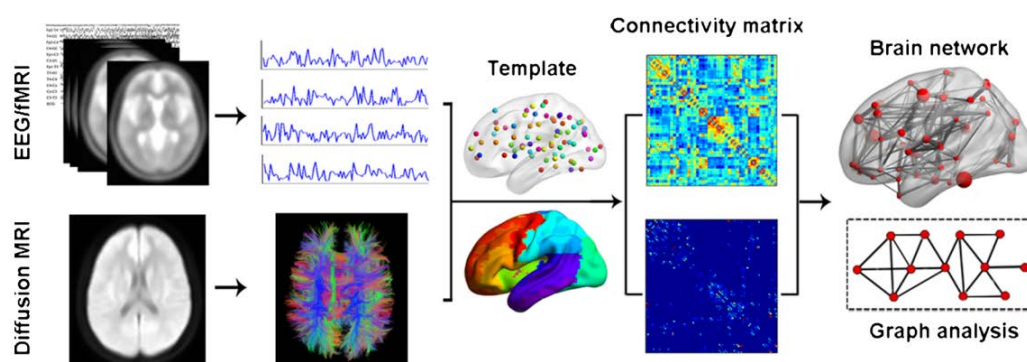 Connectivity matrix
Brain network
Template
EEG/fMRI
Diffusion MRI
Graph analysis